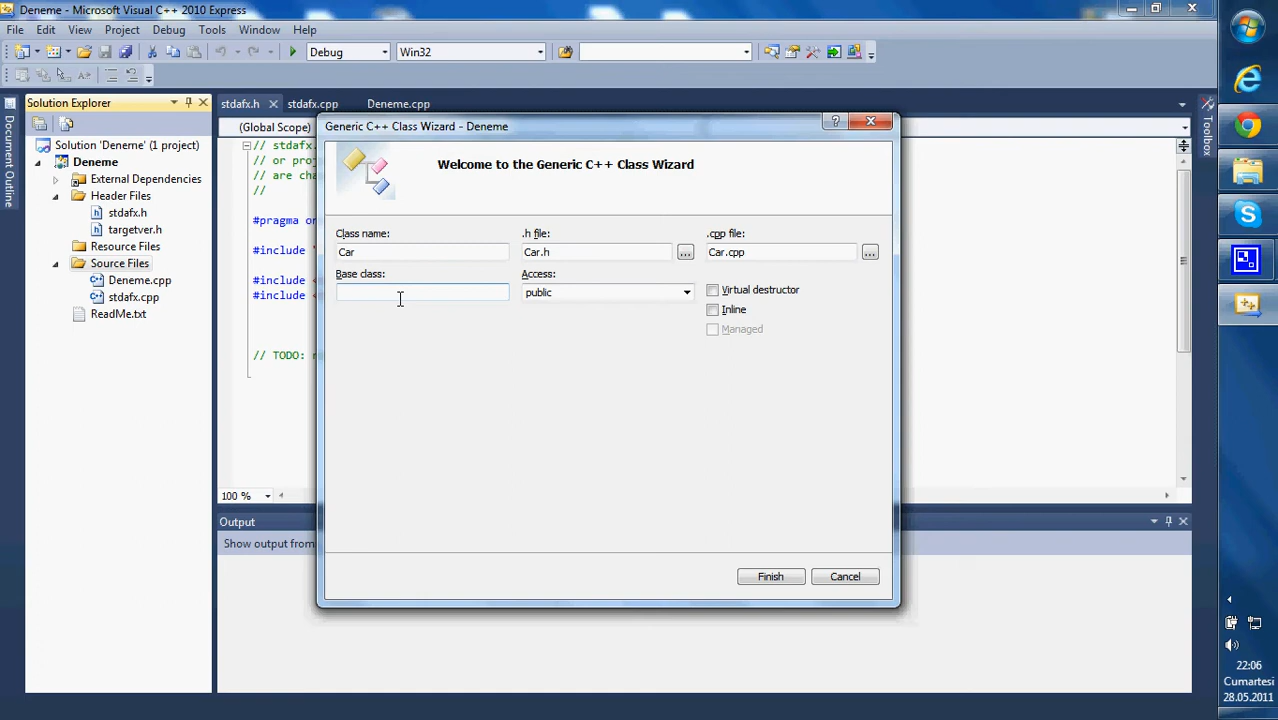 Deneme - Microsoft Visual C++ 2010 Express
File Edit View Project Debug Tools Window Help
Debug Win32
Solution Explorer
stdafx.h stdafx.cpp Deneme.cpp
Document Outline
Toolbox
(Global Scope)
Solution 'Deneme' (1 project)
Deneme
External Dependencies
Header Files
stdafx.h
targetver.h
Resource Files
Source Files
Deneme.cpp
stdafx.cpp
ReadMe.txt
// stdafx.
// or pro
// are cha
//
#pragma on
#include "
#include <
#include <
// TODO:
100 %
Generic C++ Class Wizard - Deneme
Welcome to the Generic C++ Class Wizard
Class name: .h file: .cpp file:
Car Car.h ... Car.cpp ...
Base class: Access:
public Virtual destructor
Inline
Managed
Finish Cancel
Output
Show output from
22:06
Cumartesi
28.05.2011